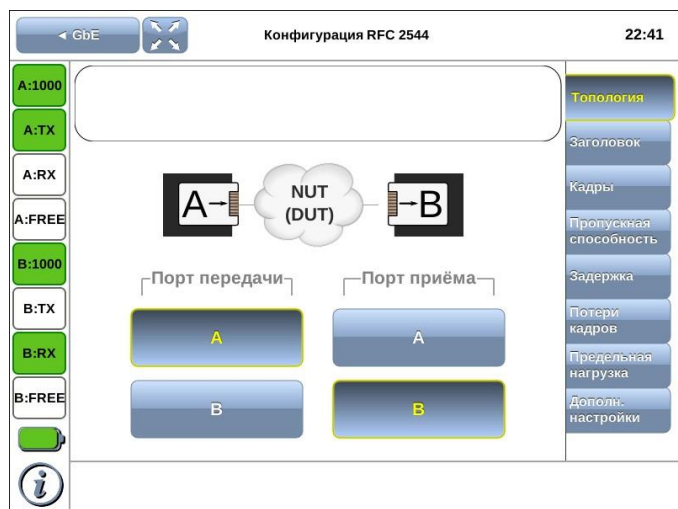 ◄ GbE
Конфигурация RFC 2544
22:41
A:1000
A:TX
A:RX
A:FREE
B:1000
B:TX
B:RX
B:FREE
i
A
NUT
(DUT)
B
Порт передачи
Порт приёма
A
A
B
B
Топология
Заголовок
Кадры
Пропускная
способность
Задержка
Потери
кадров
Предельная
нагрузка
Дополн.
настройки